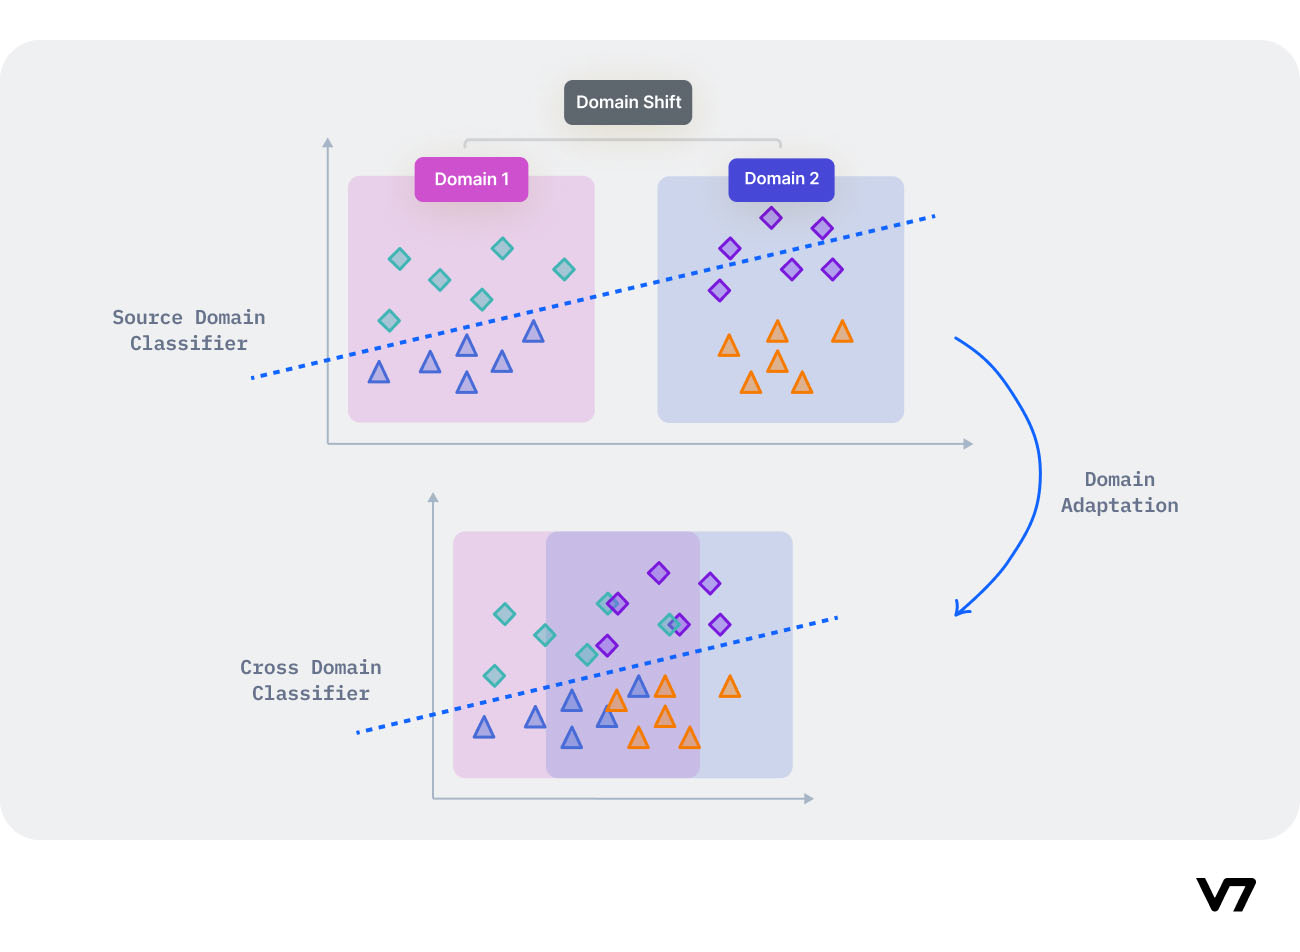 Domain Shift
Domain 1
Domain 2
Source Domain
Classifier
Domain
Adaptation
Cross Domain
Classifier
V7